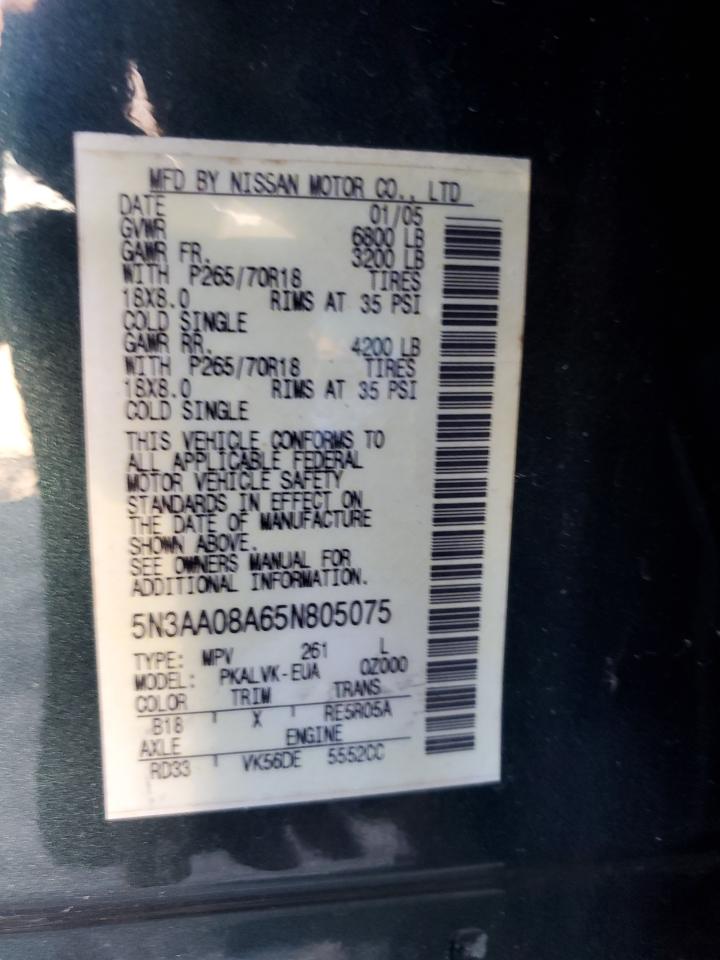 MFD BY NISSAN MOTOR CO., LTD
DATE 01/05
GVWR 6800 LB
GAWR FR. 3200 LB
WITH P265/70R18 TIRES
18X8.0 RIMS AT 35 PSI
COLD SINGLE
GAWR RR. 4200 LB
WITH P265/70R18 TIRES
18X8.0 RIMS AT 35 PSI
COLD SINGLE
THIS VEHICLE CONFORMS TO
ALL APPLICABLE FEDERAL
MOTOR VEHICLE SAFETY
STANDARDS IN EFFECT ON
THE DATE OF MANUFACTURE
SHOWN ABOVE.
SEE OWNERS MANUAL FOR
ADDITIONAL INFORMATION.
5N3AA08A65N805075
TYPE: MPV 261 L
MODEL: PKALVK-EUA QZ000
COLOR TRIM TRANS
B18 X RE5R05A
AXLE ENGINE
RD33 VK56DE 5552CC